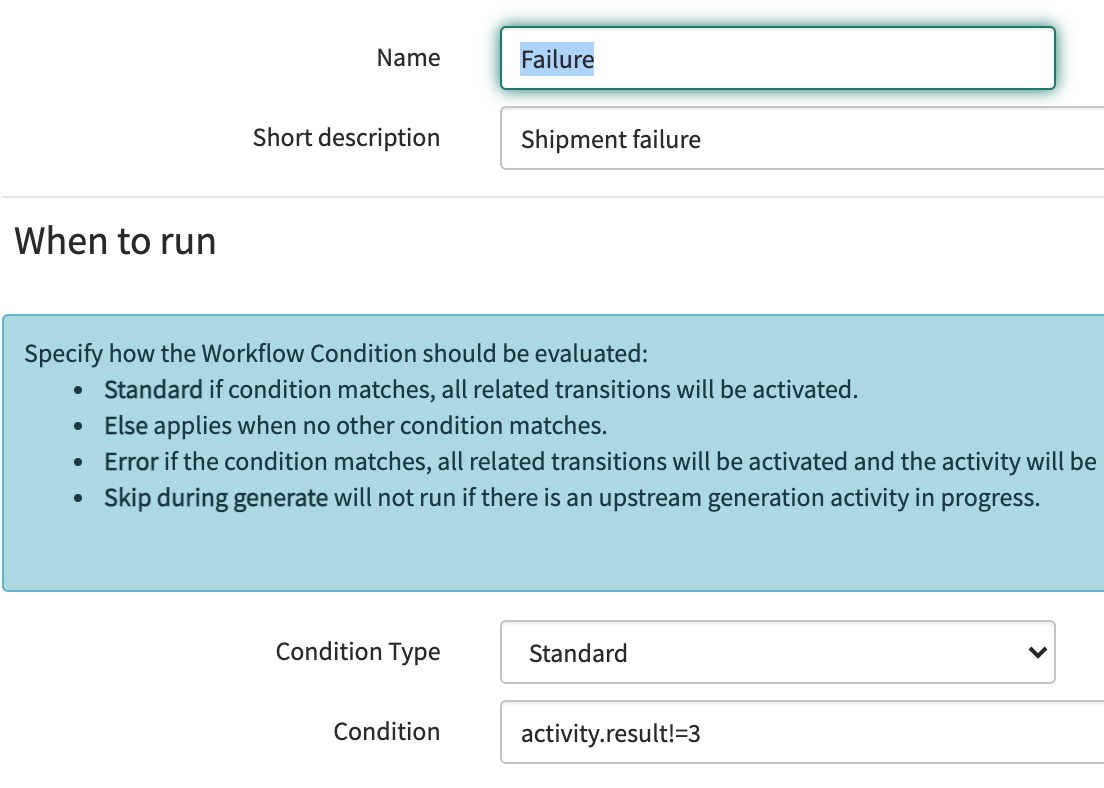 Name
Failure
Short description
Shipment failure
When to run
Specify how the Workflow Condition should be evaluated:
• Standard if condition matches, all related transitions will be activated.
• Else applies when no other condition matches.
• Error if the condition matches, all related transitions will be activated and the activity will be
• Skip during generate will not run if there is an upstream generation activity in progress.
Condition Type
Standard
Condition
activity.result!=3